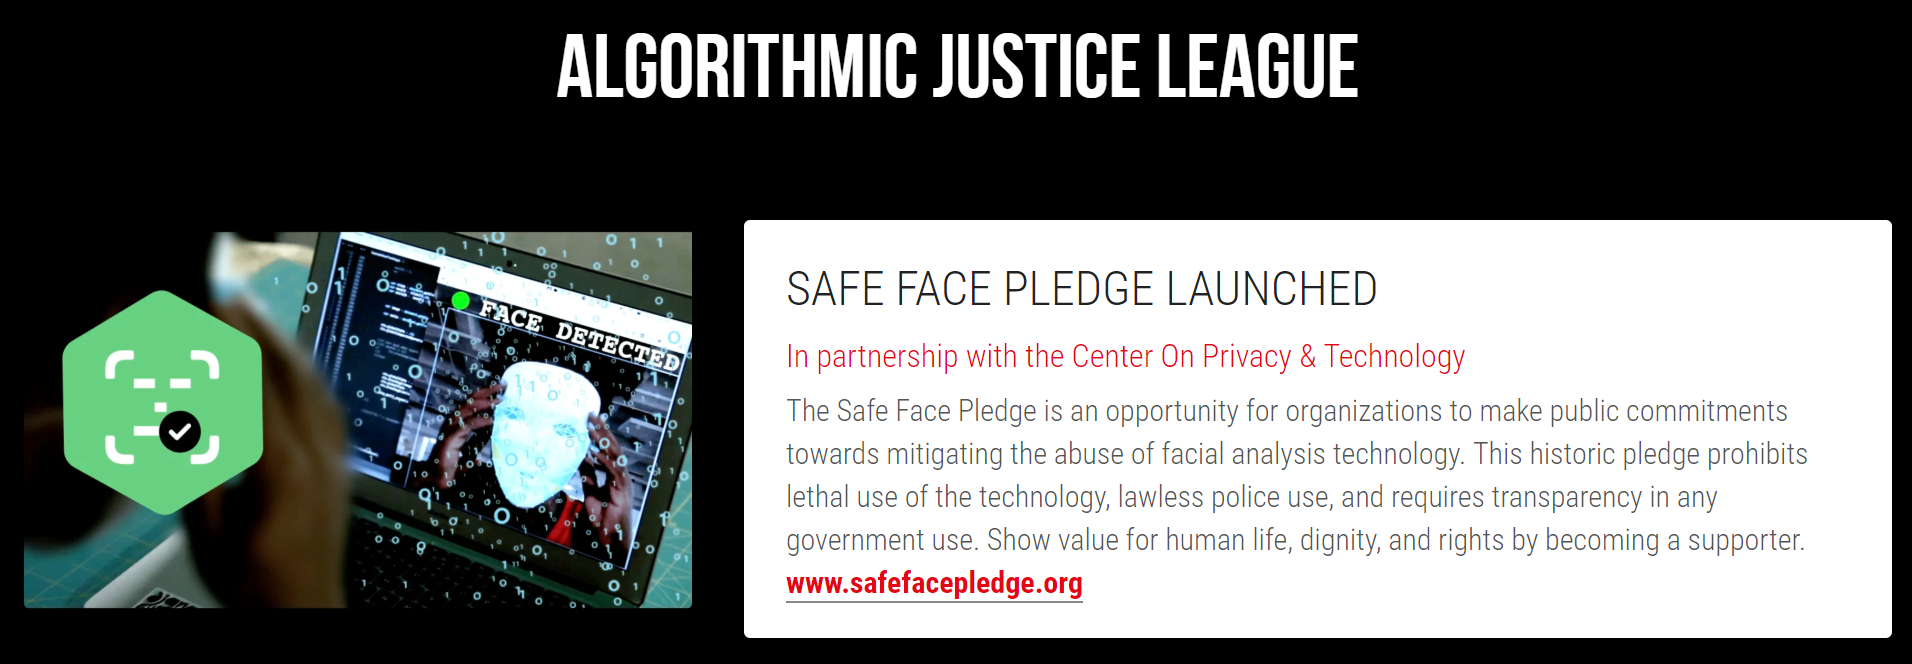 ALGORITHMIC JUSTICE LEAGUE
FACE DETECTED
SAFE FACE PLEDGE LAUNCHED
In partnership with the Center On Privacy & Technology
The Safe Face Pledge is an opportunity for organizations to make public commitments
towards mitigating the abuse of facial analysis technology. This historic pledge prohibits
lethal use of the technology, lawless police use, and requires transparency in any
government use. Show value for human life, dignity, and rights by becoming a supporter.
www.safefacepledge.org